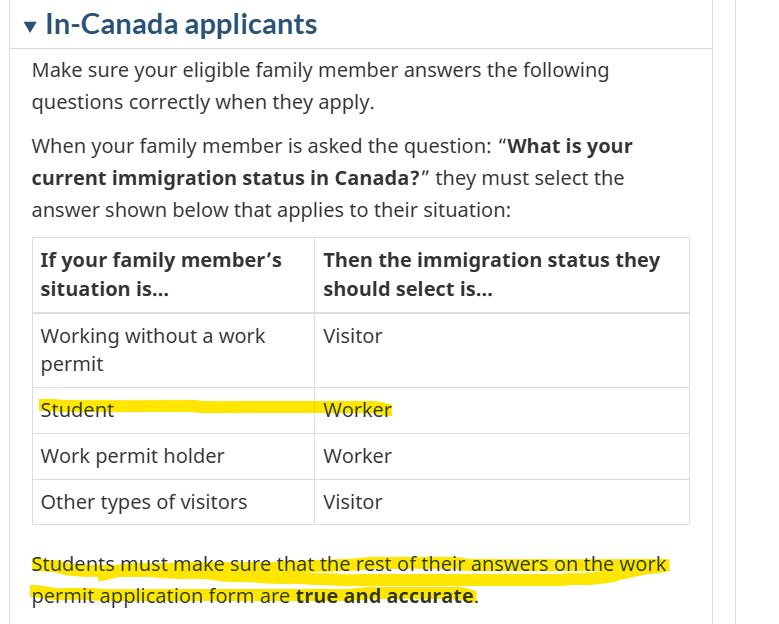 ▼ In-Canada applicants
Make sure your eligible family member answers the following
questions correctly when they apply.
When your family member is asked the question: “What is your
current immigration status in Canada?” they must select the
answer shown below that applies to their situation:
If your family member’s Then the immigration status they
situation is... should select is...
Working without a work Visitor
permit
Student Worker
Work permit holder Worker
Other types of visitors Visitor
Students must make sure that the rest of their answers on the work
permit application form are true and accurate.